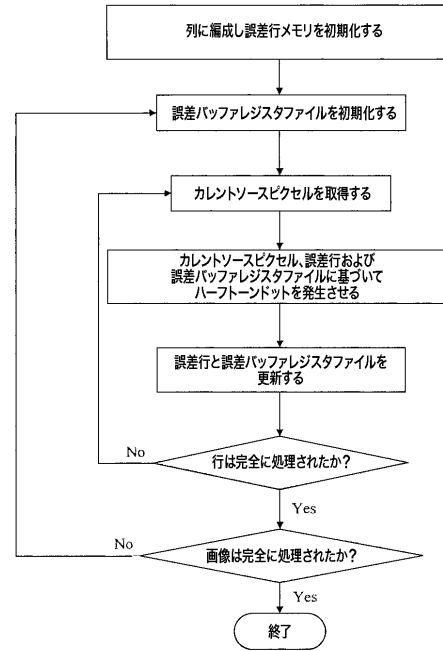 列に編成し誤差行メモリを初期化する
誤差バッファレジスタファイルを初期化する
カレントソースピクセルを取得する
カレントソースピクセル、誤差行および
誤差バッファレジスタファイルに基づいて
ハーフトーンドットを発生させる
誤差行と誤差バッファレジスタファイルを
更新する
No
行は完全に処理されたか？
Yes
No
画像は完全に処理されたか？
Yes
終了